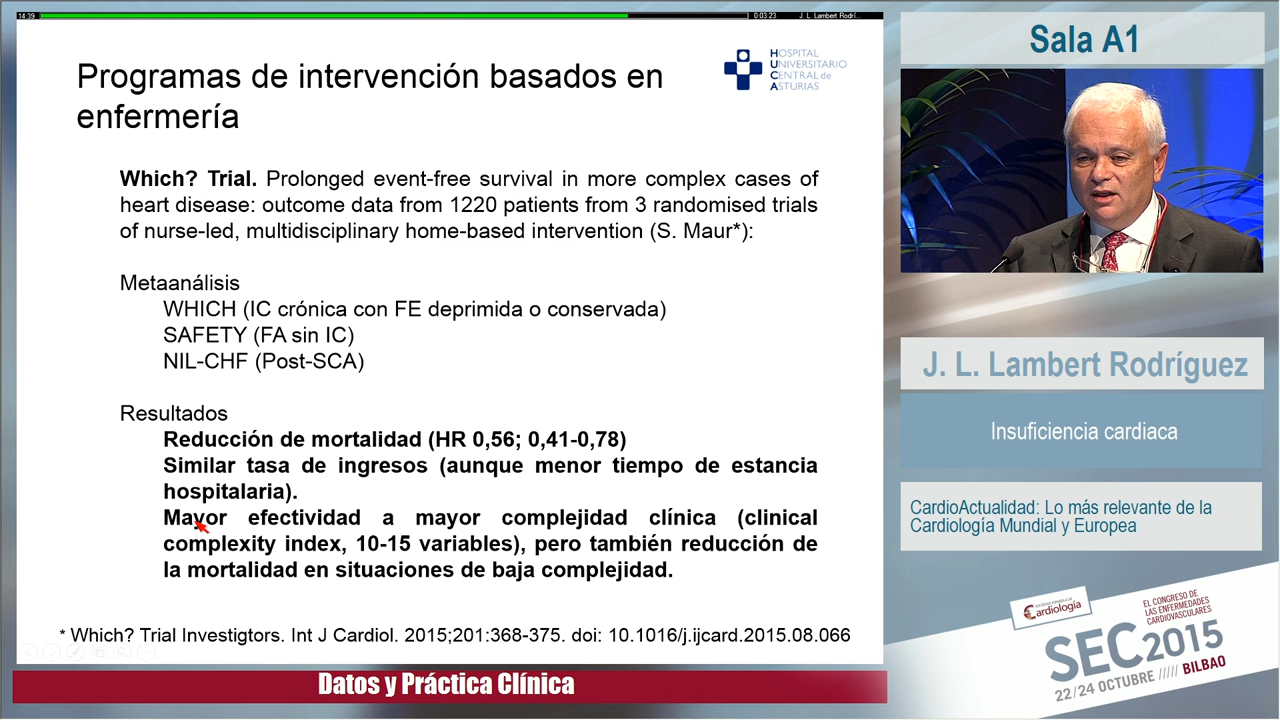 14:39
0:03:23
J. L. Lambert Rodrí...
Programas de intervención basados en
enfermería
HOSPITAL
UNIVERSITARIO
CENTRAL de
ASTURIAS
Which? Trial. Prolonged event-free survival in more complex cases of
heart disease: outcome data from 1220 patients from 3 randomised trials
of nurse-led, multidisciplinary home-based intervention (S. Maur*):
Metaanálisis
WHICH (IC crónica con FE deprimida o conservada)
SAFETY (FA sin IC)
NIL-CHF (Post-SCA)
Resultados
Reducción de mortalidad (HR 0,56; 0,41-0,78)
Similar tasa de ingresos (aunque menor tiempo de estancia
hospitalaria).
Mayor efectividad a mayor complejidad clínica (clinical
complexity index, 10-15 variables), pero también reducción de
la mortalidad en situaciones de baja complejidad.
* Which? Trial Investigtors. Int J Cardiol. 2015;201:368-375. doi: 10.1016/j.ijcard.2015.08.066
Datos y Práctica Clínica
Sala A1
J. L. Lambert Rodríguez
Insuficiencia cardiaca
CardioActualidad: Lo más relevante de la
Cardiología Mundial y Europea
SOCIEDAD ESPAÑOLA DE
Cardiología
EL CONGRESO DE
LAS ENFERMEDADES
CARDIOVASCULARES
SEC2015
22/24 OCTUBRE ///// BILBAO